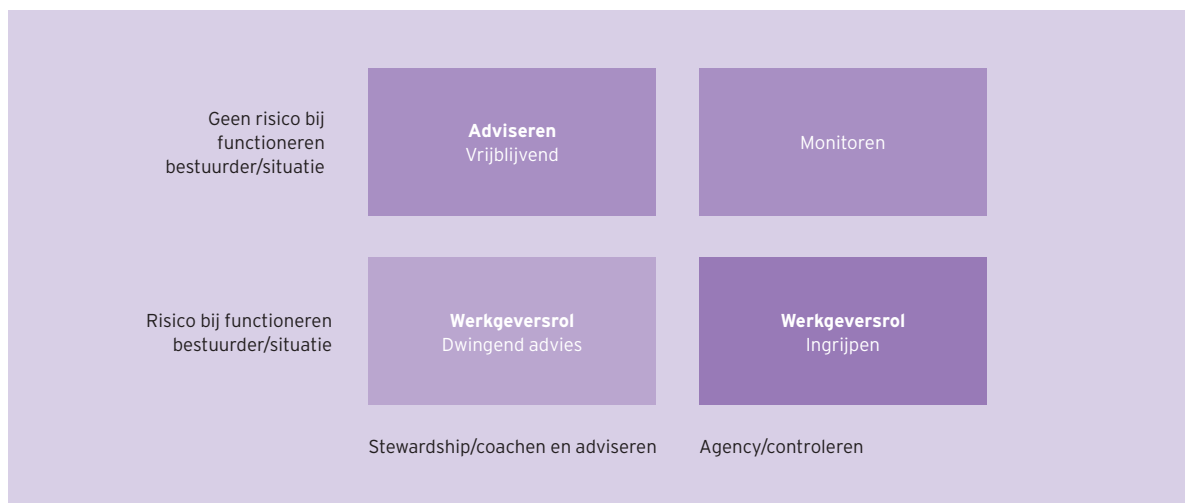 Geen risico bij
functioneren
bestuurder/situatie
Adviseren
Vrijblijvend
Monitoren
Risico bij functioneren
bestuurder/situatie
Werkgeversrol
Dwingend advies
Werkgeversrol
Ingrijpen
Stewardship/coachen en adviseren
Agency/controleren